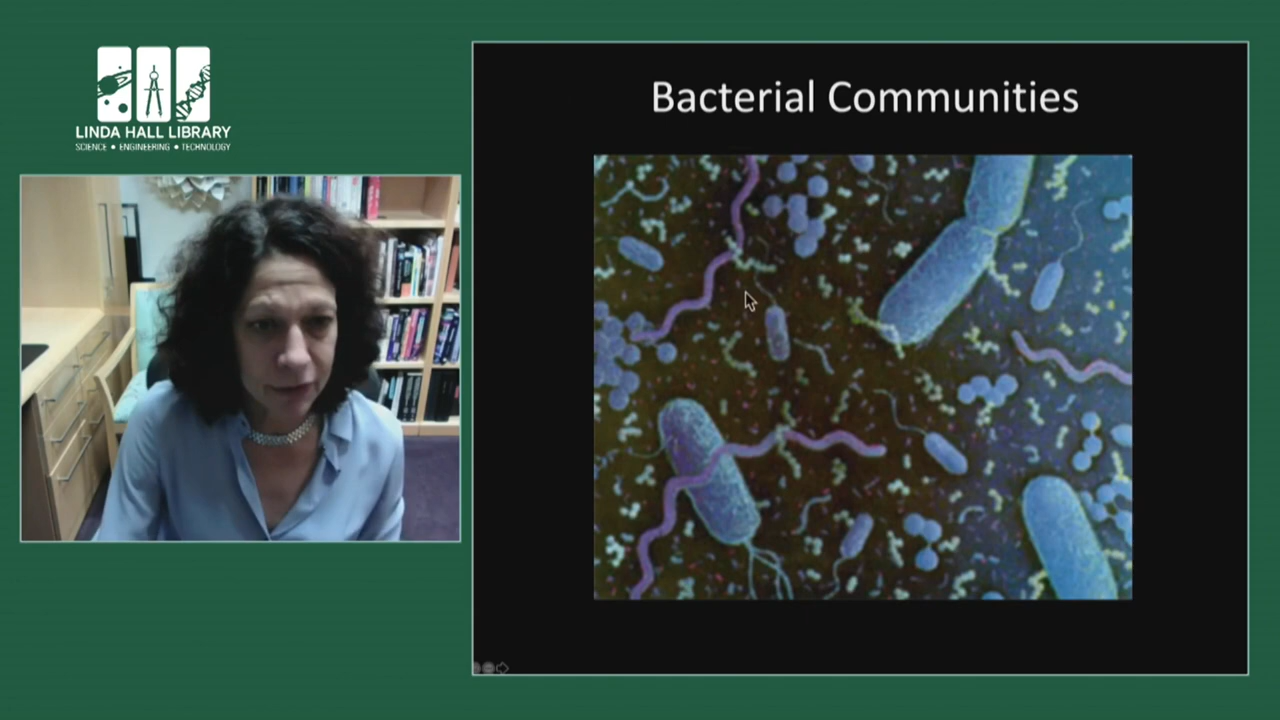 LINDA HALL LIBRARY
SCIENCE • ENGINEERING • TECHNOLOGY
Bacterial Communities